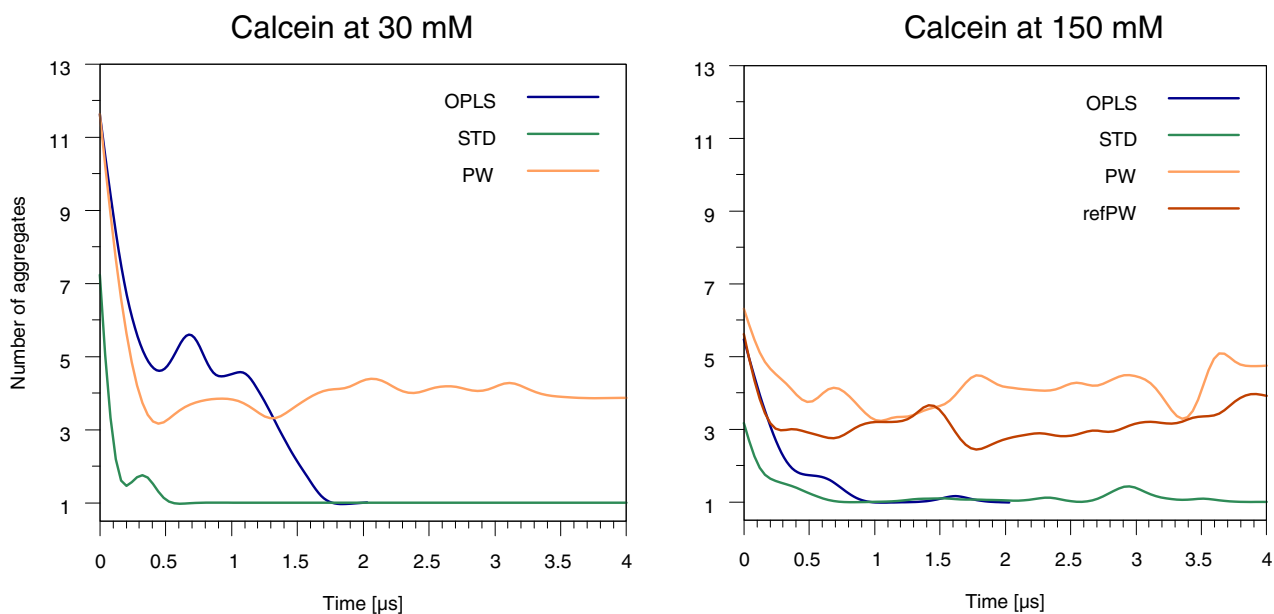 Calcein at 30 mM
Number of aggregates
13
11
9
7
5
3
1
OPLS
STD
PW
0
0.5
1
1.5
2
2.5
3
3.5
4
Time [µs]
Calcein at 150 mM
13
11
9
7
5
3
1
OPLS
STD
PW
refPW
0
0.5
1
1.5
2
2.5
3
3.5
4
Time [µs]